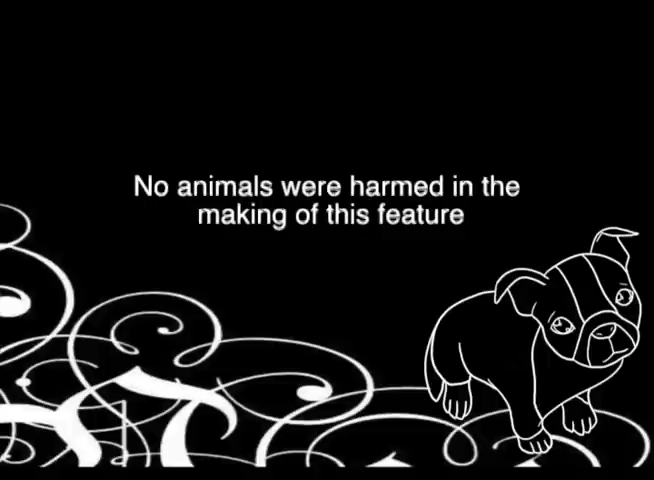 No animals were harmed in the
making of this feature